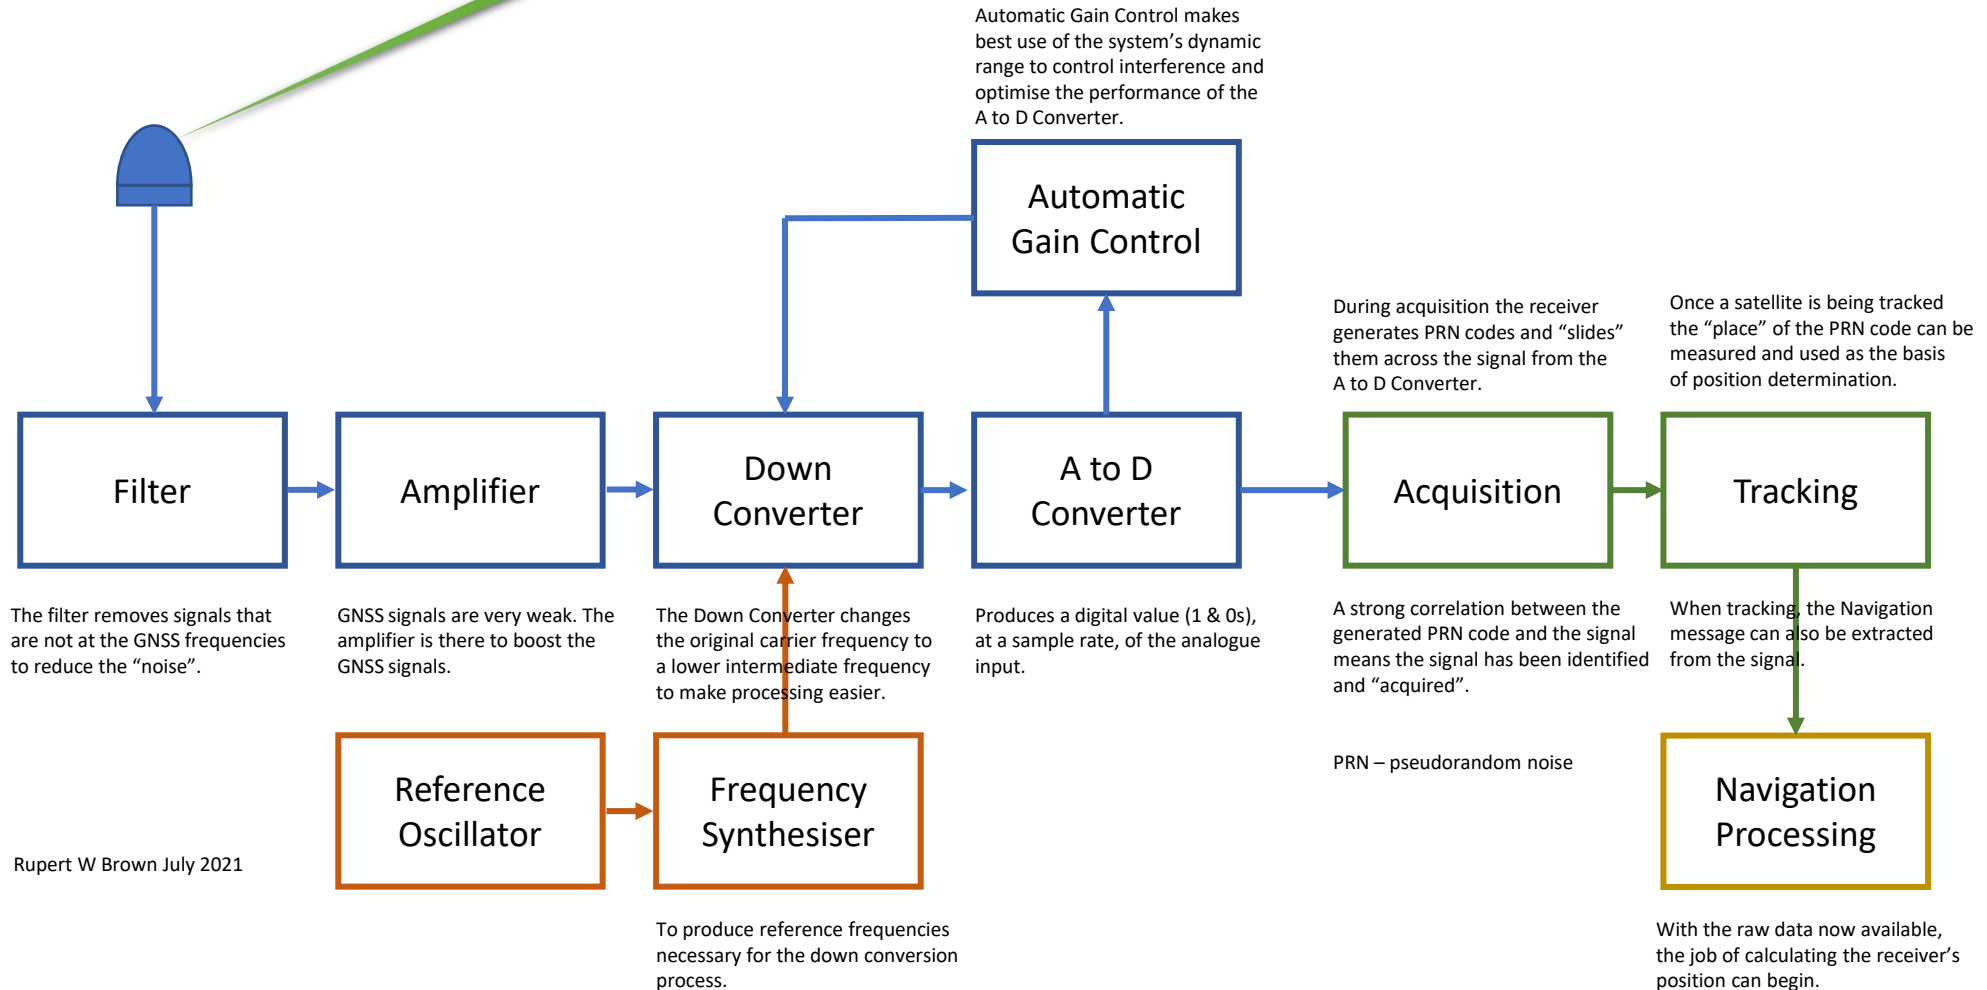 Automatic Gain Control makes
best use of the system's dynamic
range to control interference and
optimise the performance of the
A to D Converter.
Automatic
Gain Control
During acquisition the receiver
generates PRN codes and “slides”
them across the signal from the
A to D Converter.
Once a satellite is being tracked
the “place” of the PRN code can be
measured and used as the basis
of position determination.
Filter
Amplifier
Down
Converter
A to D
Converter
Acquisition
Tracking
The filter removes signals that
are not at the GNSS frequencies
to reduce the “noise”.
GNSS signals are very weak. The
amplifier is there to boost the
GNSS signals.
The Down Converter changes
the original carrier frequency to
a lower intermediate frequency
to make processing easier.
Produces a digital value (1 & 0s),
at a sample rate, of the analogue
input.
A strong correlation between the
generated PRN code and the signal
means the signal has been identified
and “acquired”.
When tracking, the Navigation
message can also be extracted
from the signal.
PRN – pseudorandom noise
Reference
Oscillator
Frequency
Synthesiser
Navigation
Processing
Rupert W Brown July 2021
To produce reference frequencies
necessary for the down conversion
process.
With the raw data now available,
the job of calculating the receiver's
position can begin.